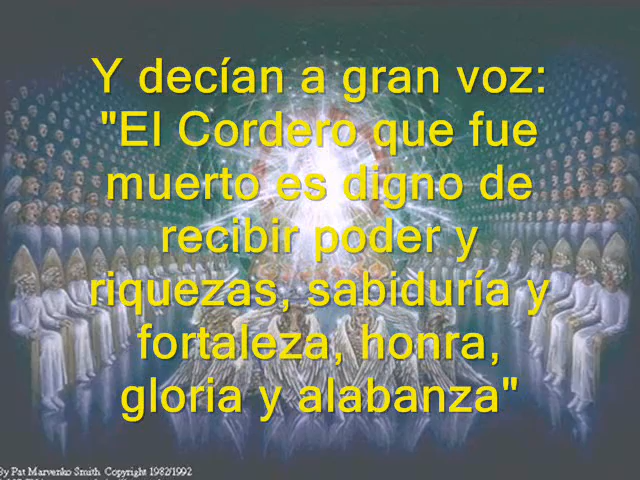 Y decían a gran voz:
"El Cordero que fue
muerto es digno de
recibir poder y
riquezas, sabiduría y
fortaleza, honra,
gloria y alabanza"
By Pat Marvenko Smith. Copyright 1982/1992